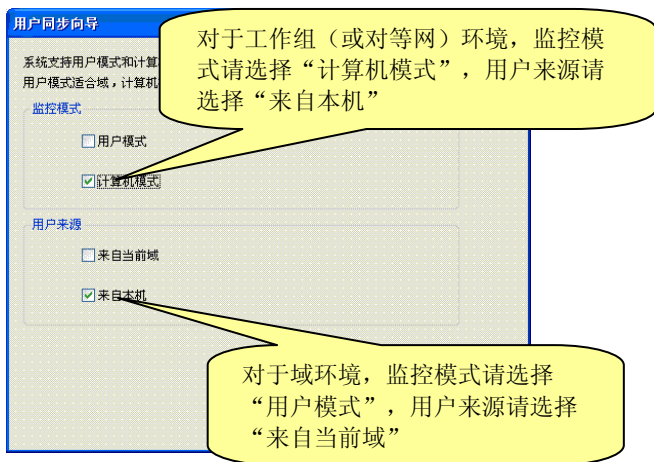 用户同步向导
对于工作组（或对等网）环境，监控模
式请选择“计算机模式”，用户来源请
选择“来自本机”
系统支持用户模式和计算
用户模式适合域，计算机
监控模式
用户模式
计算机模式
用户来源
来自当前域
来自本机
对于域环境，监控模式请选择
“用户模式”，用户来源请选择
“来自当前域”